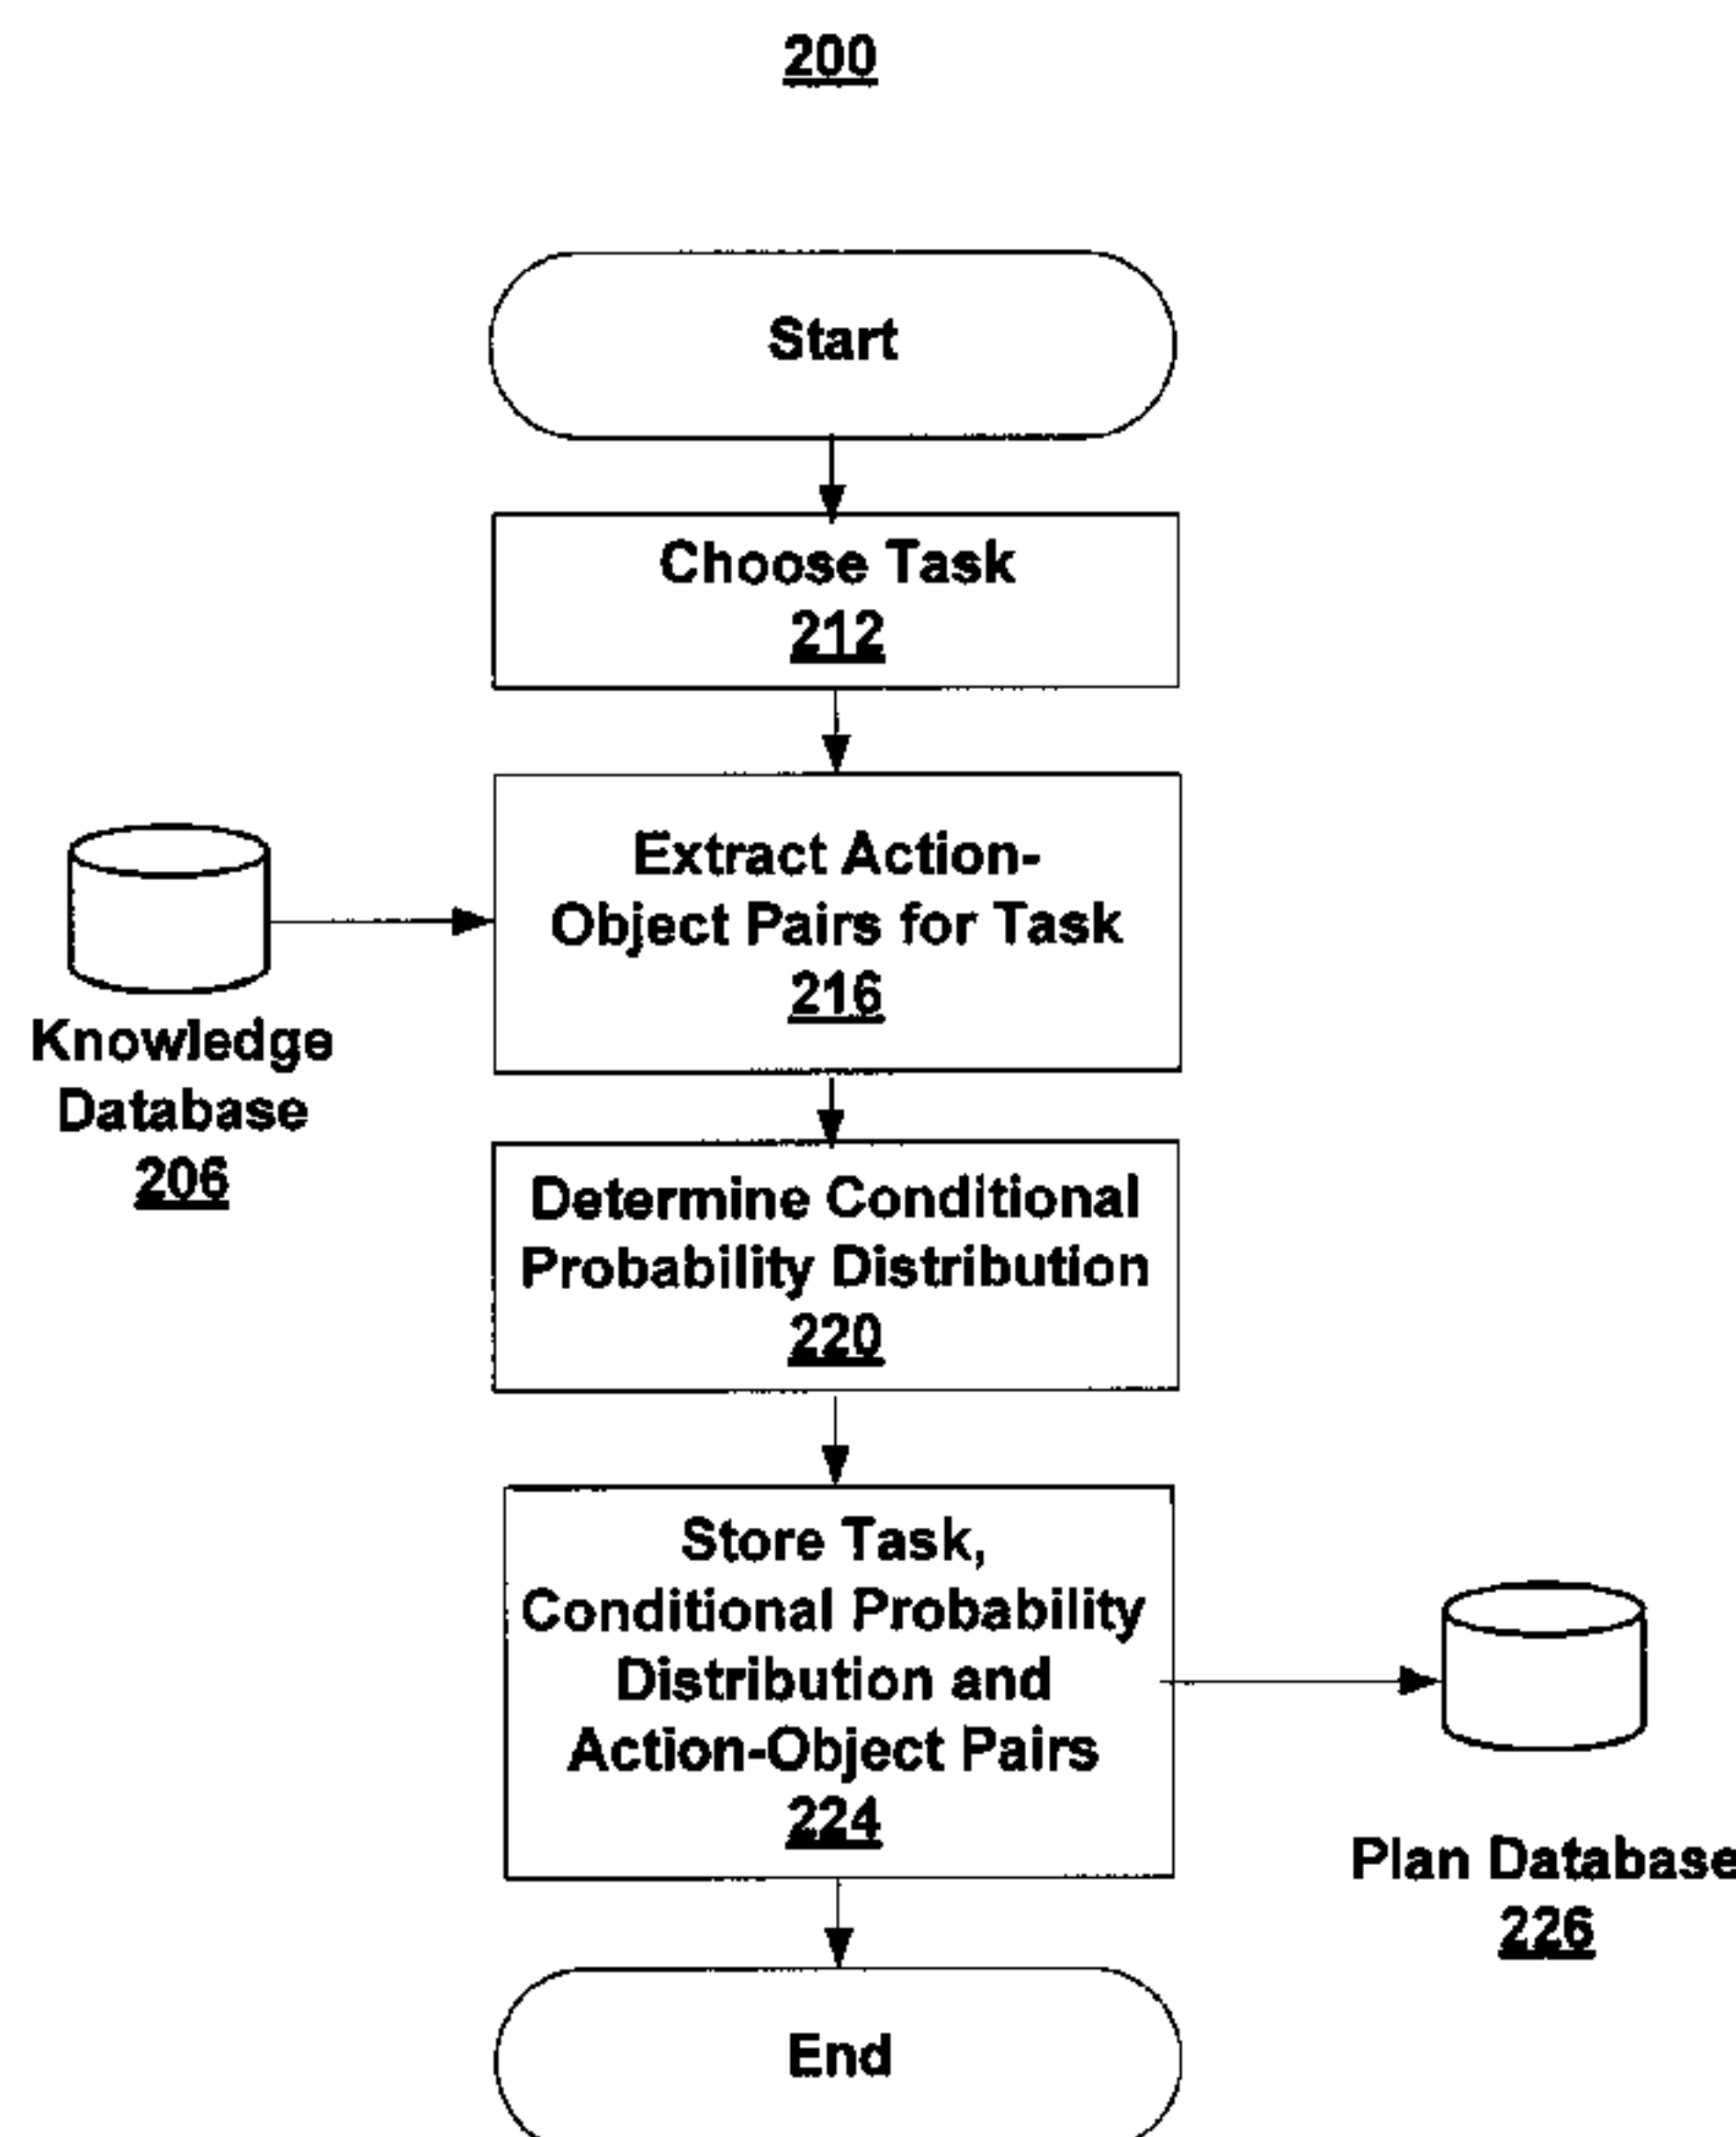 200
Start
Choose Task
212
Extract Action-
Object Pairs for Task
216
Knowledge
Database
206
Determine Conditional
Probability Distribution
220
Store Task,
Conditional Probability
Distribution and
Action-Object Pairs
224
Plan Database
226
End